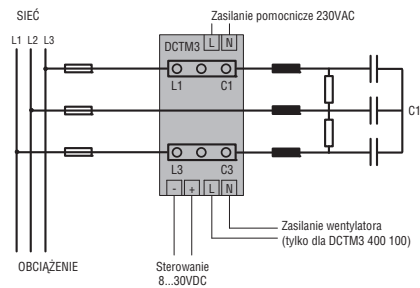 SIEĆ
L1 L2 L3
Zasilanie pomocnicze 230VAC
DCTM3 L N
L1 C1
C1
L3 C3
- + L N
Zasilanie wentylatora
(tylko dla DCTM3 400 100)
OBCIĄŻENIE
Sterowanie
8...30VDC